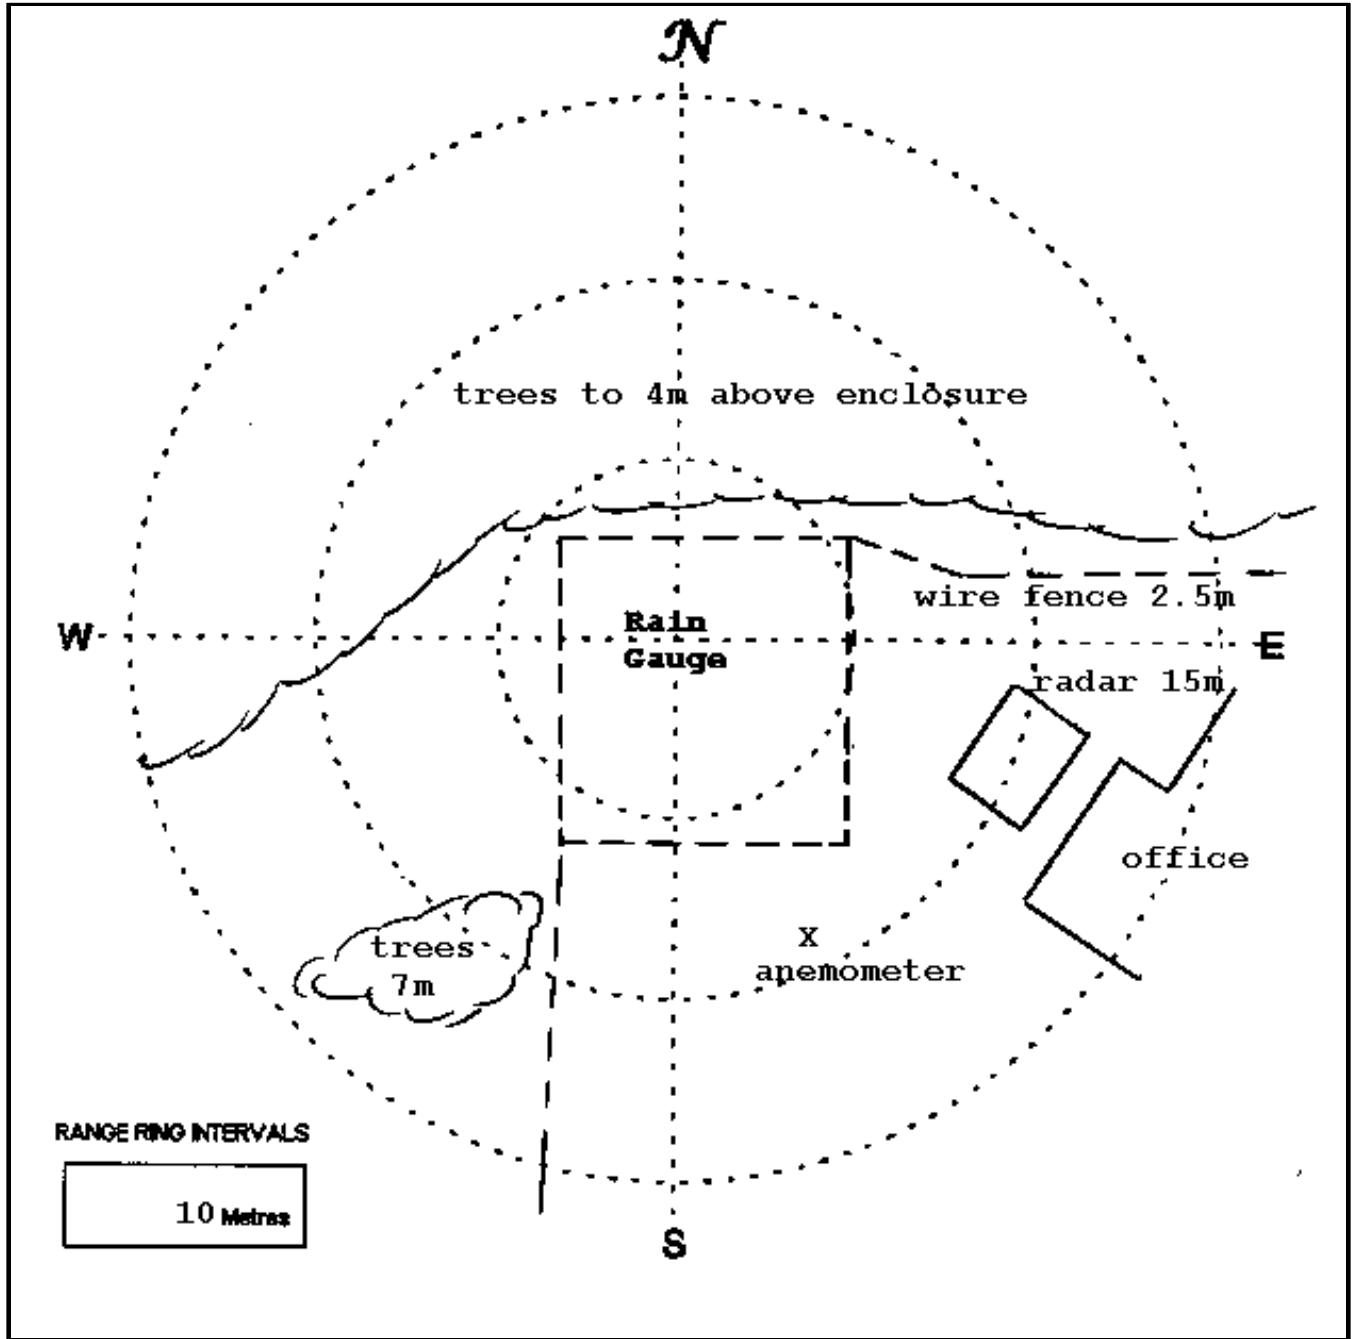 N
trees to 4m above enclosure
wire fence 2.5m
Rain
Gauge
W
E
radar 15m
office
X
anemometer
trees
7m
RANGE RING INTERVALS
10 Metres
S